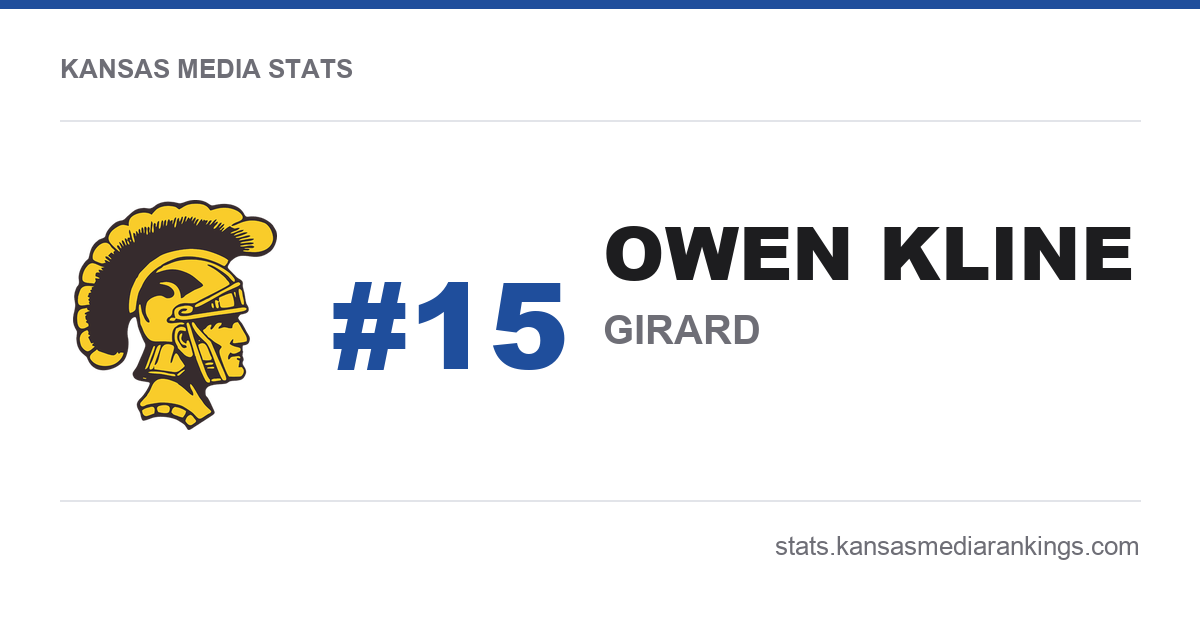 KANSAS MEDIA STATS
#15
OWEN KLINE
GIRARD
stats.kansasmediarankings.com